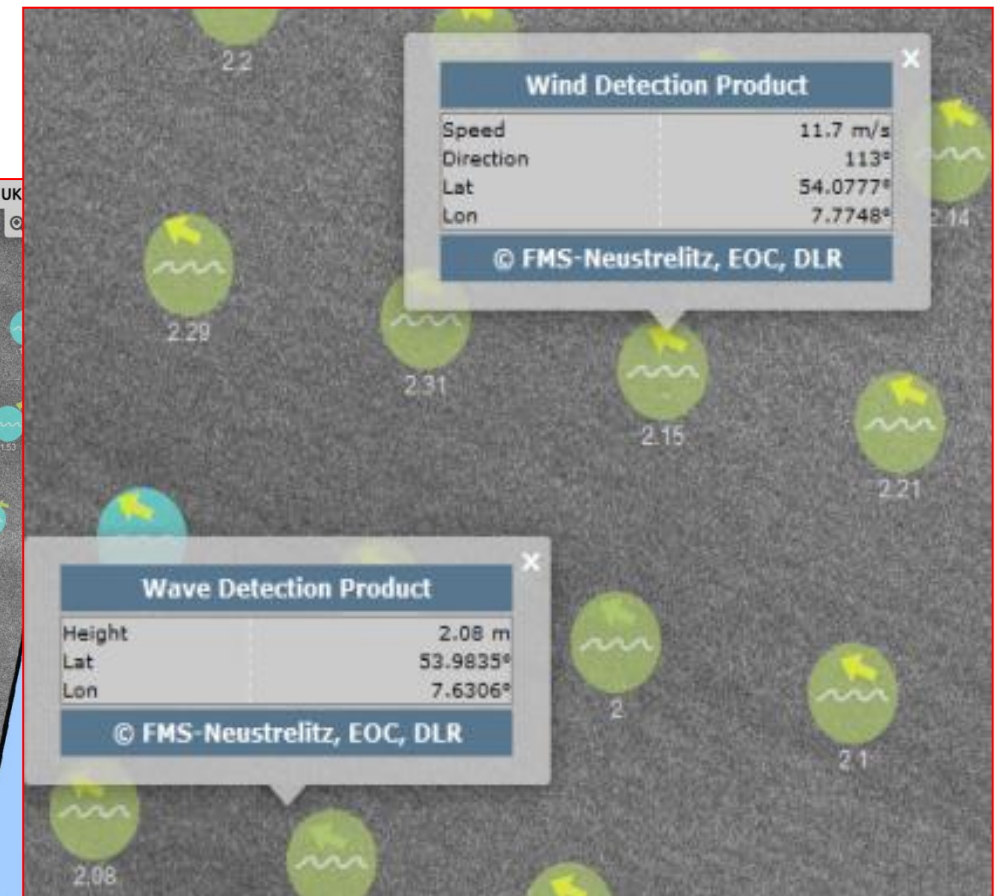 2.2
×
Wind Detection Product
Speed 11.7 m/s
Direction 113°
Lat 54.0777°
Lon 7.7748°
© FMS-Neustrelitz, EOC, DLR
UK
2.14
2.29
2.31
2.15
2.21
1.53
×
Wave Detection Product
Height 2.08 m
Lat 53.9835°
Lon 7.6306°
© FMS-Neustrelitz, EOC, DLR
2
2.1
2.08